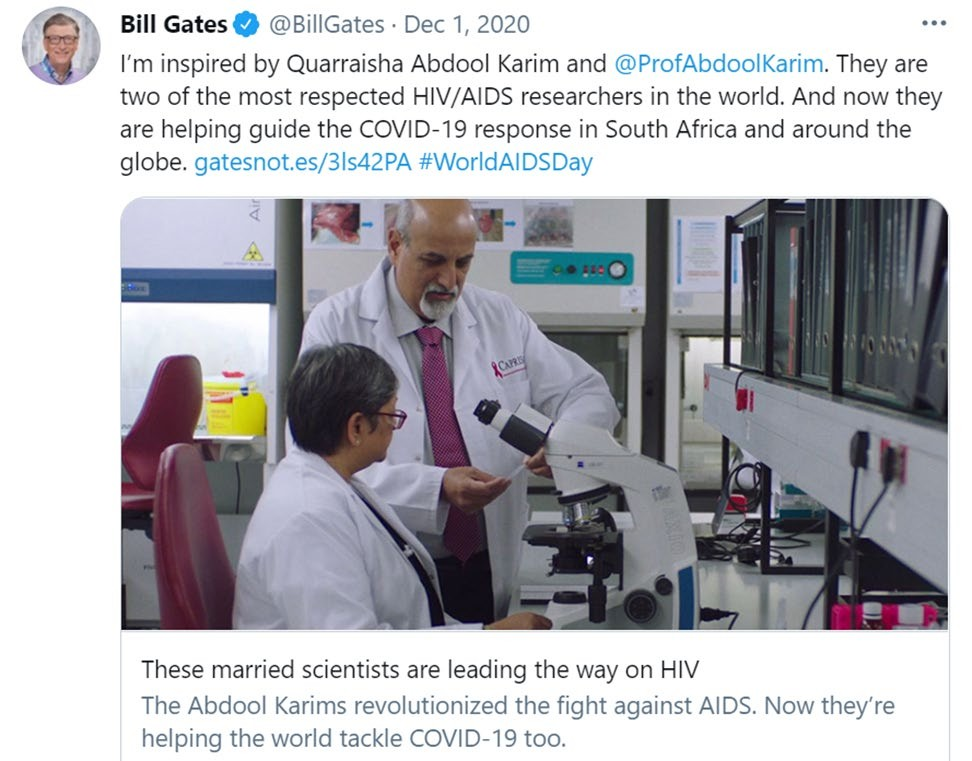 Bill Gates @BillGates · Dec 1, 2020
I’m inspired by Quarraisha Abdool Karim and @ProfAbdoolKarim. They are
two of the most respected HIV/AIDS researchers in the world. And now they
are helping guide the COVID-19 response in South Africa and around the
globe. gatesnot.es/3ls42PA #WorldAIDSDay
Air
CAPRIS
These married scientists are leading the way on HIV
The Abdool Karims revolutionized the fight against AIDS. Now they’re
helping the world tackle COVID-19 too.